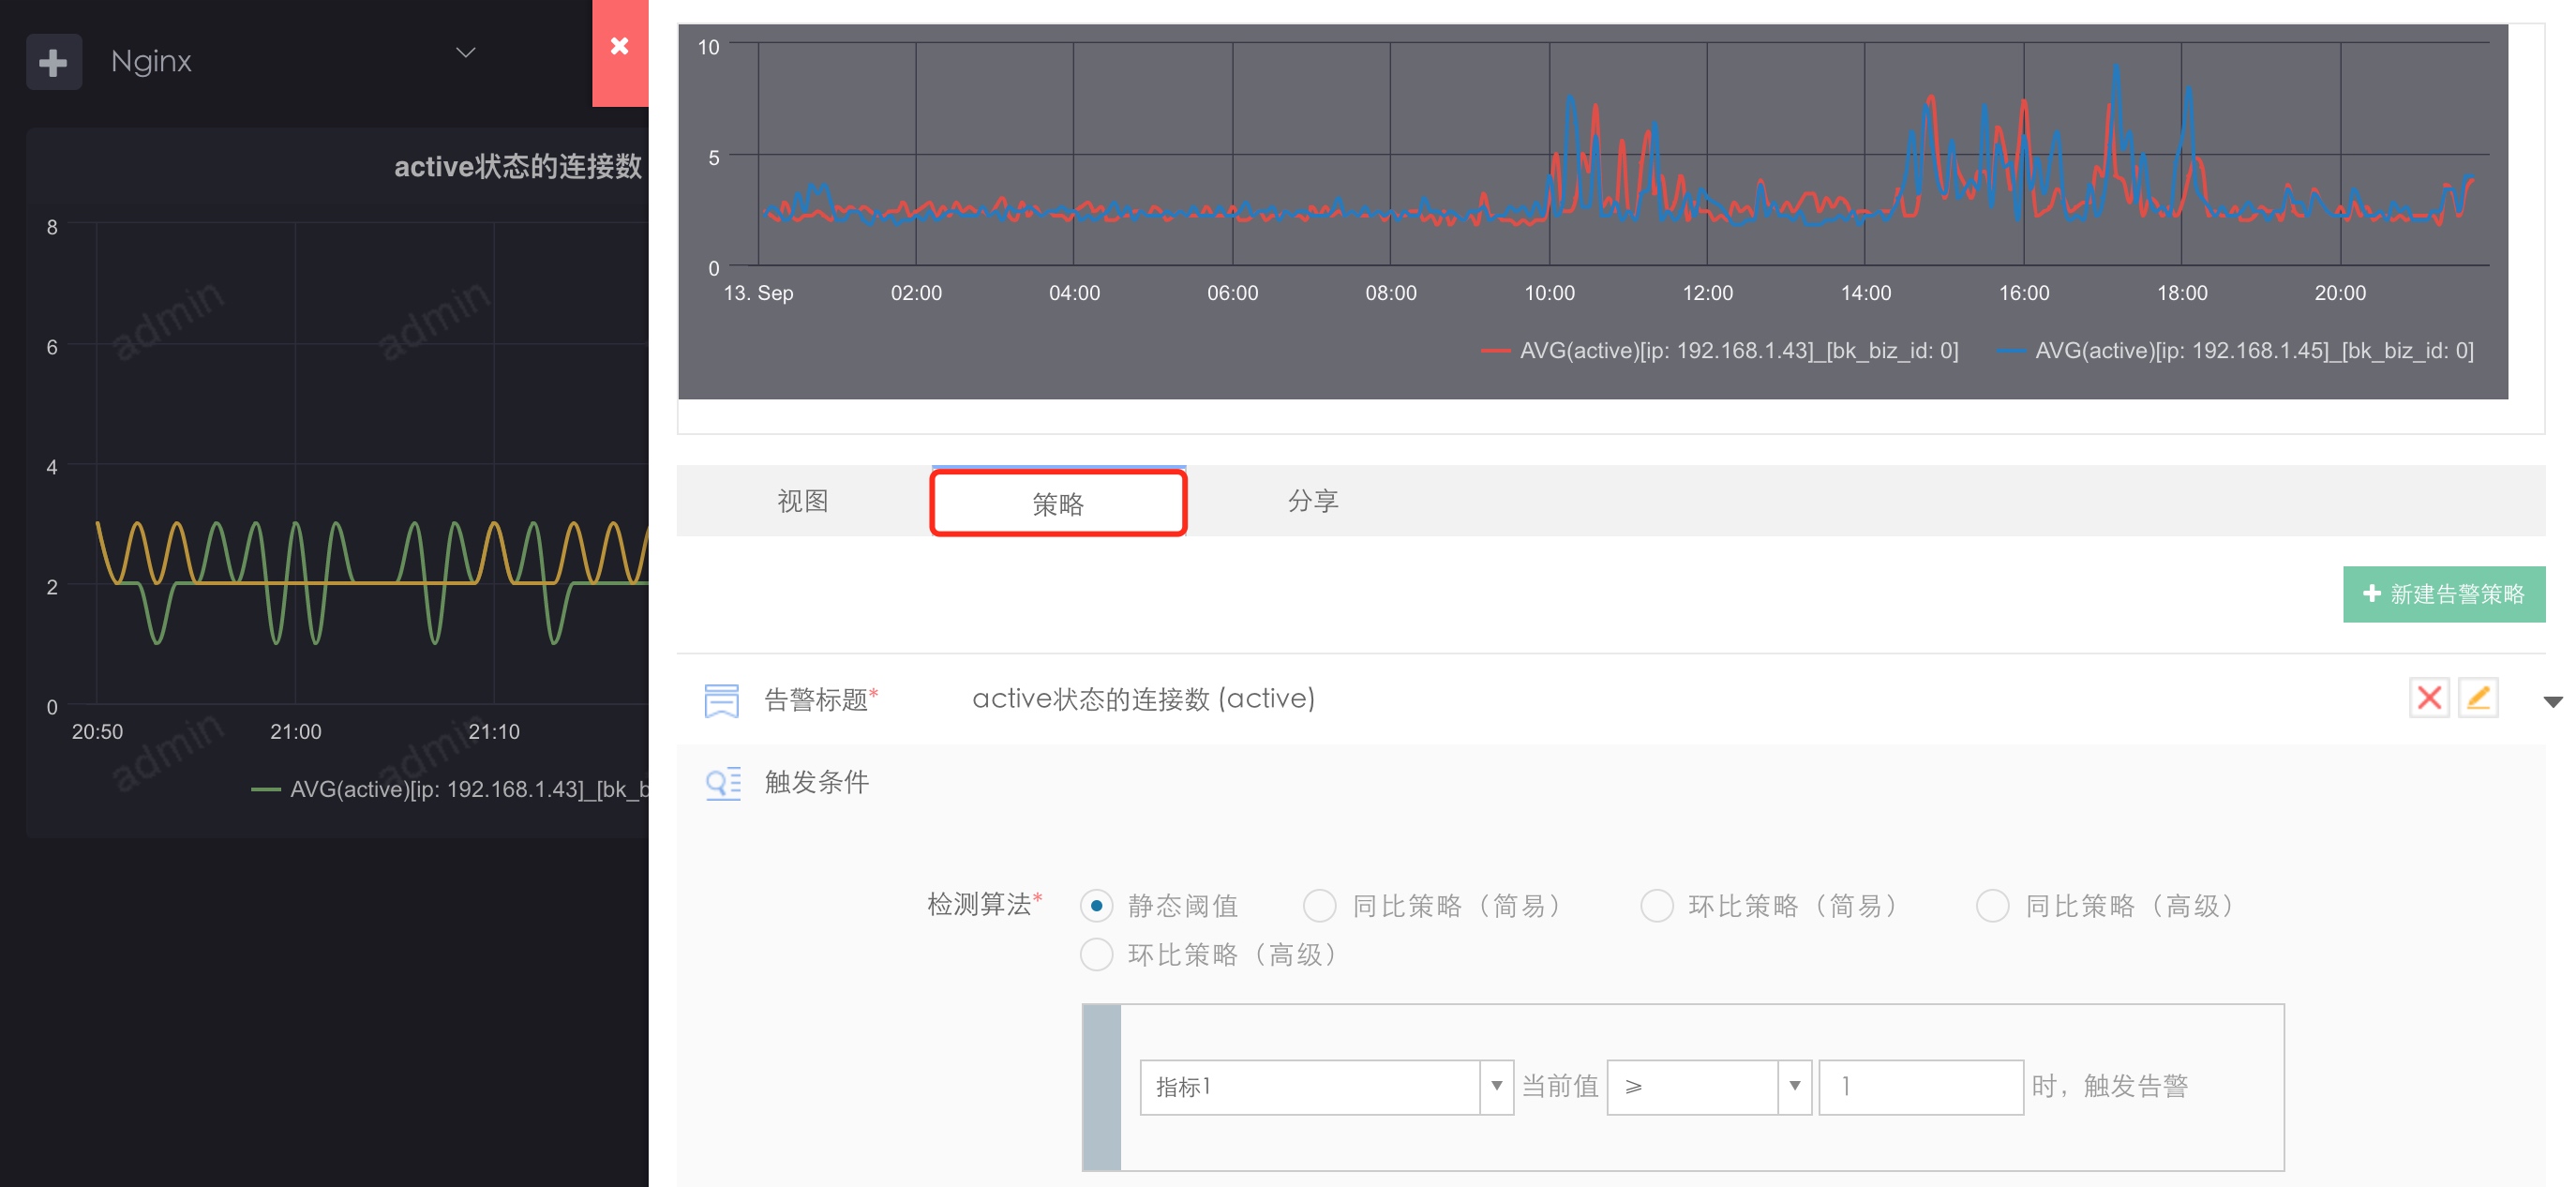 Nginx
active状态的连接数
8
6
4
2
0
20:50 21:00 21:10
admin admin
admin admin
AVG(active)[ip: 192.168.1.43]_[bk_b
10
5
0
13. Sep 02:00 04:00 06:00 08:00 10:00 12:00 14:00 16:00 18:00 20:00
AVG(active)[ip: 192.168.1.43]_[bk_biz_id: 0] AVG(active)[ip: 192.168.1.45]_[bk_biz_id: 0]
视图 策略 分享
新建告警策略
告警标题* active状态的连接数 (active)
触发条件
检测算法* 静态阈值 同比策略（简易） 环比策略（简易） 同比策略（高级）
环比策略（高级）
指标1 当前值 ≥ 1 时，触发告警